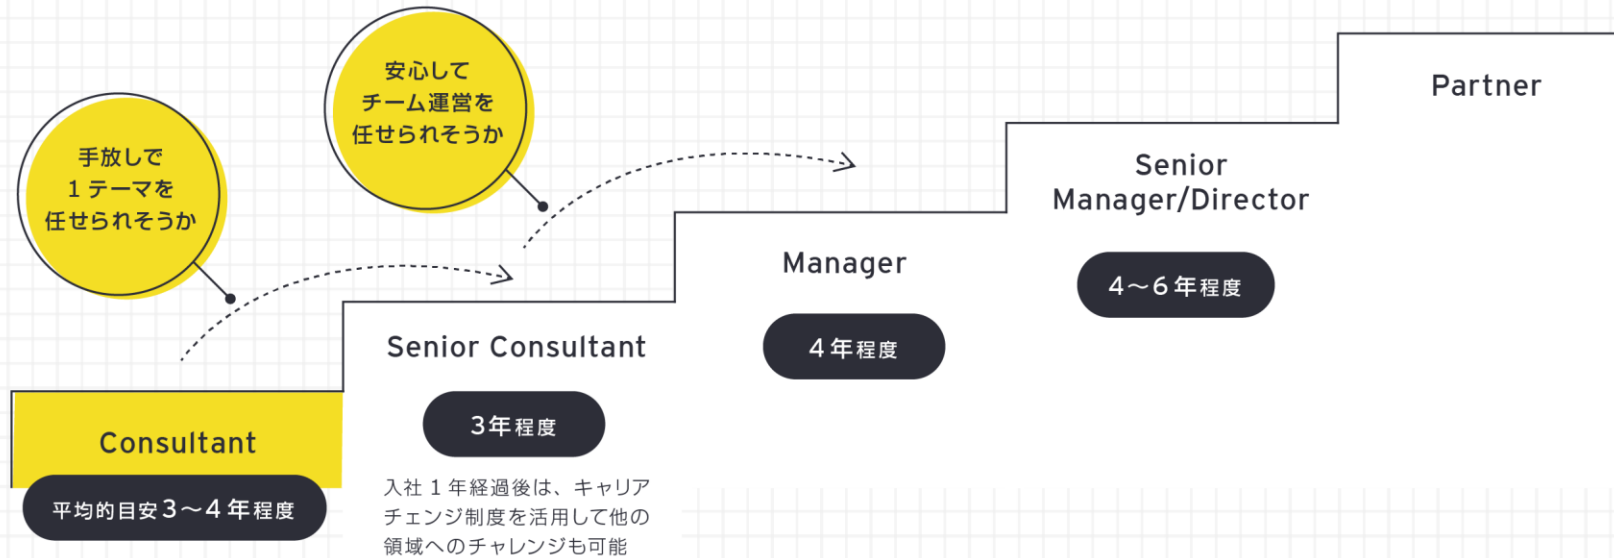 手放しで
1テーマを
任せられそうか
安心して
チーム運営を
任せられそうか
Consultant
平均的目安3〜4年程度
Senior Consultant
3年程度
入社1年経過後は、キャリア
チェンジ制度を活用して他の
領域へのチャレンジも可能
Manager
4年程度
Senior
Manager/Director
4〜6年程度
Partner